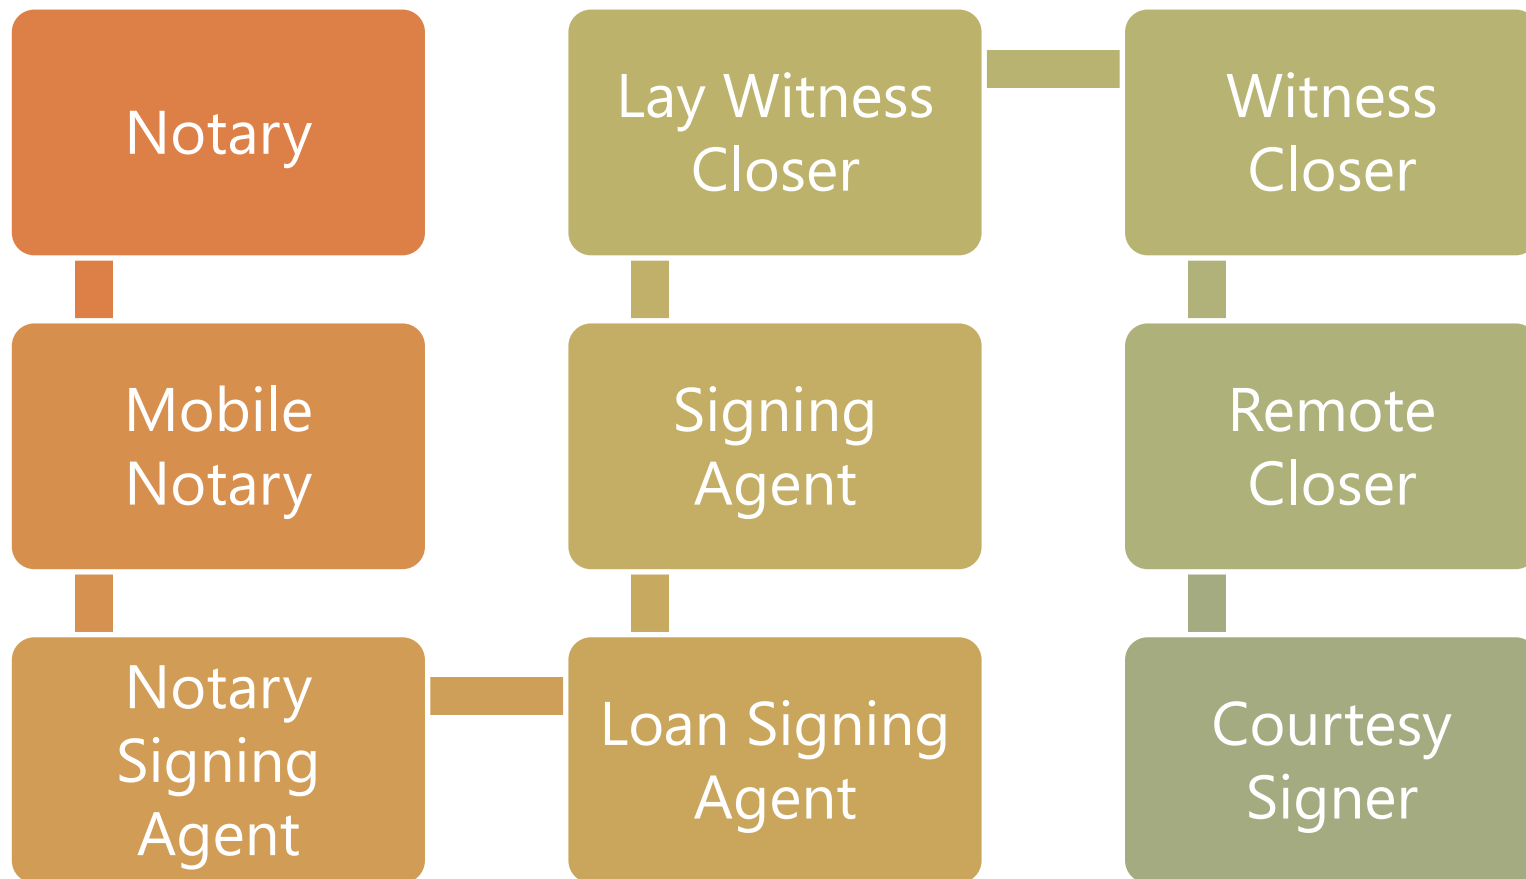 Notary
Mobile
Notary
Notary
Signing
Agent
Loan Signing
Agent
Signing
Agent
Lay Witness
Closer
Witness
Closer
Remote
Closer
Courtesy
Signer